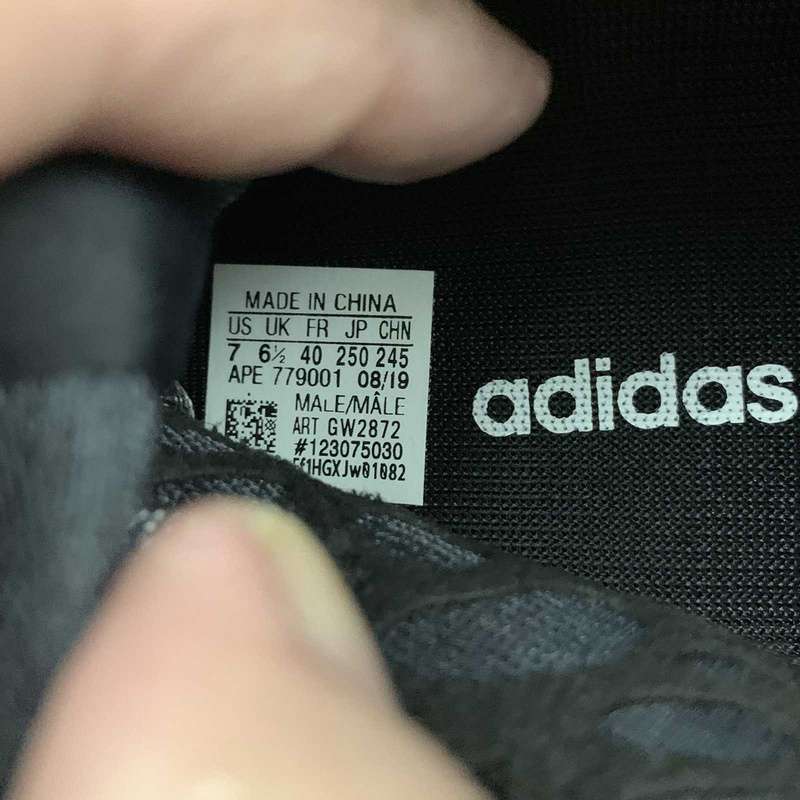 MADE IN CHINA
US UK FR JP CHN
7 6½ 40 250 245
APE 779001 08/19
MALE/MÂLE
ART GW2872
#123075030
adidas